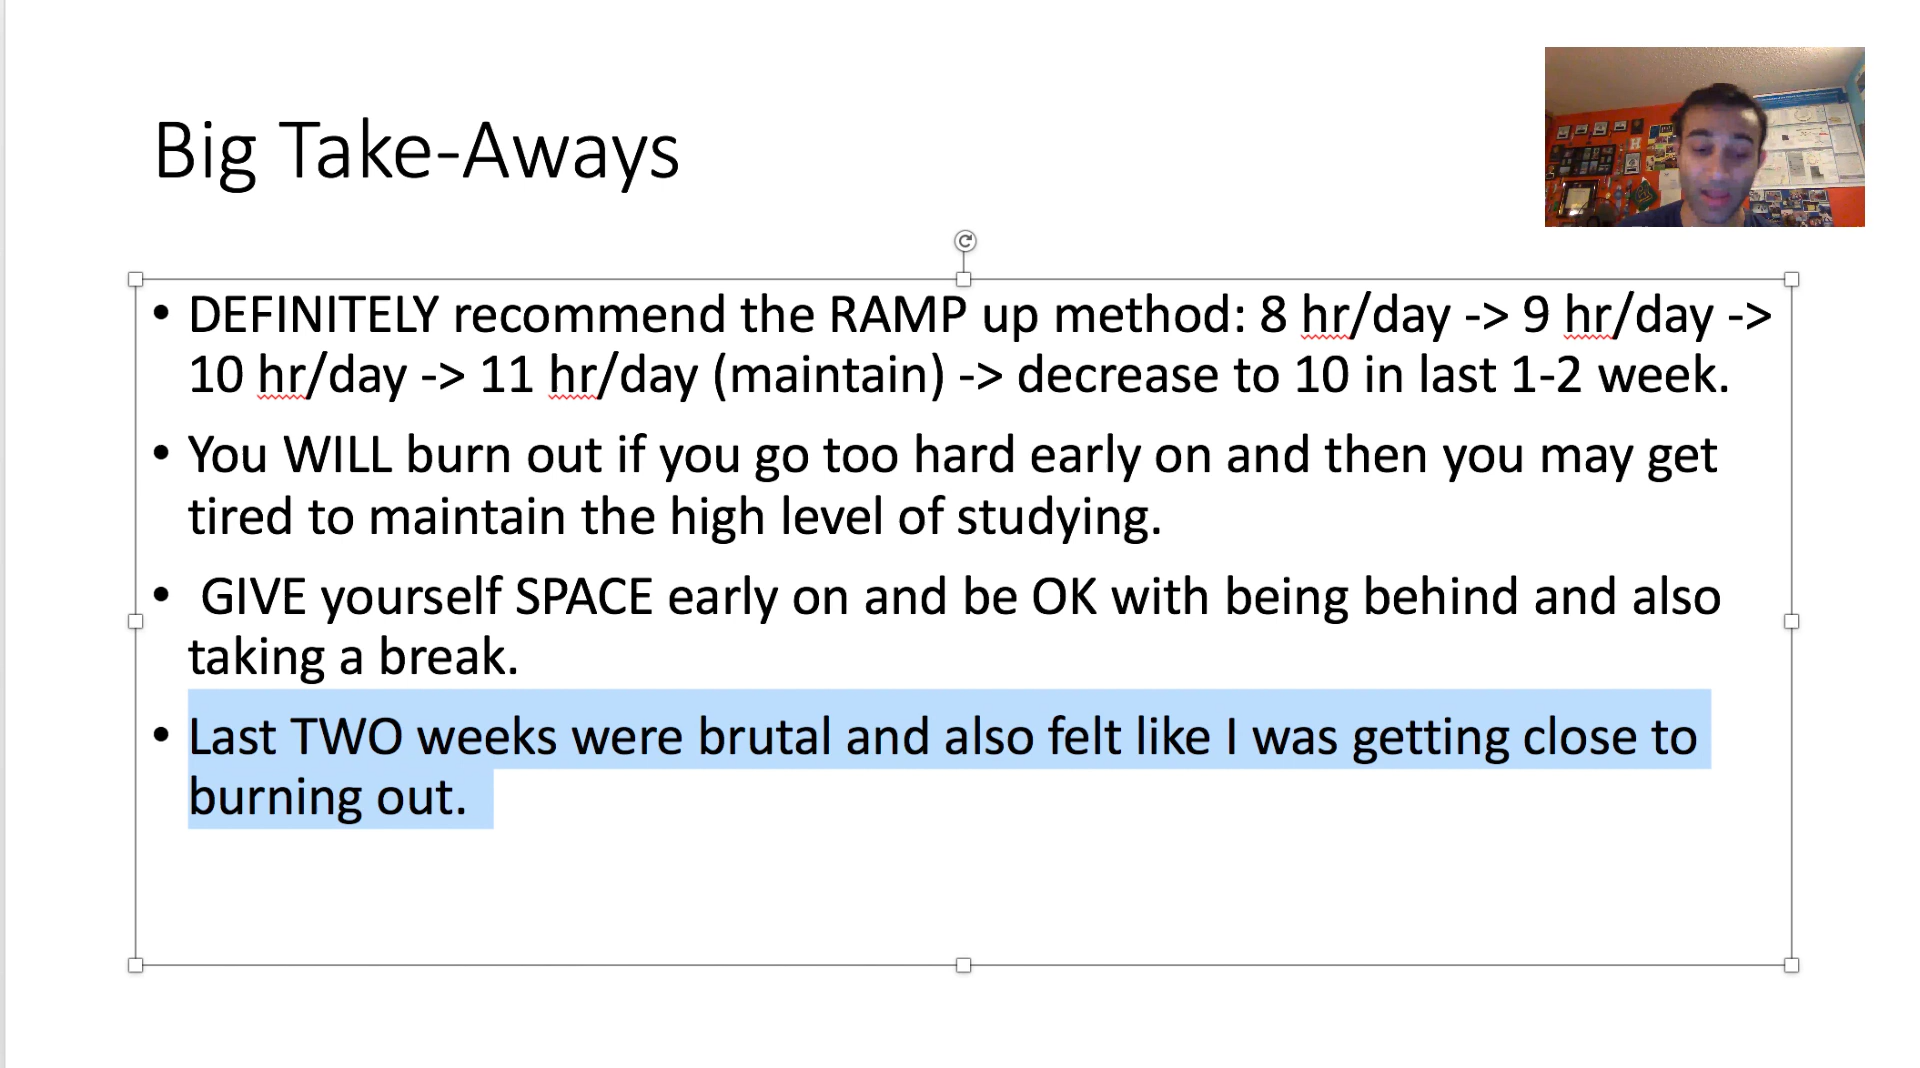 Big Take-Aways
• DEFINITELY recommend the RAMP up method: 8 hr/day -> 9 hr/day ->
10 hr/day -> 11 hr/day (maintain) -> decrease to 10 in last 1-2 week.
• You WILL burn out if you go too hard early on and then you may get
tired to maintain the high level of studying.
• GIVE yourself SPACE early on and be OK with being behind and also
taking a break.
• Last TWO weeks were brutal and also felt like I was getting close to
burning out.